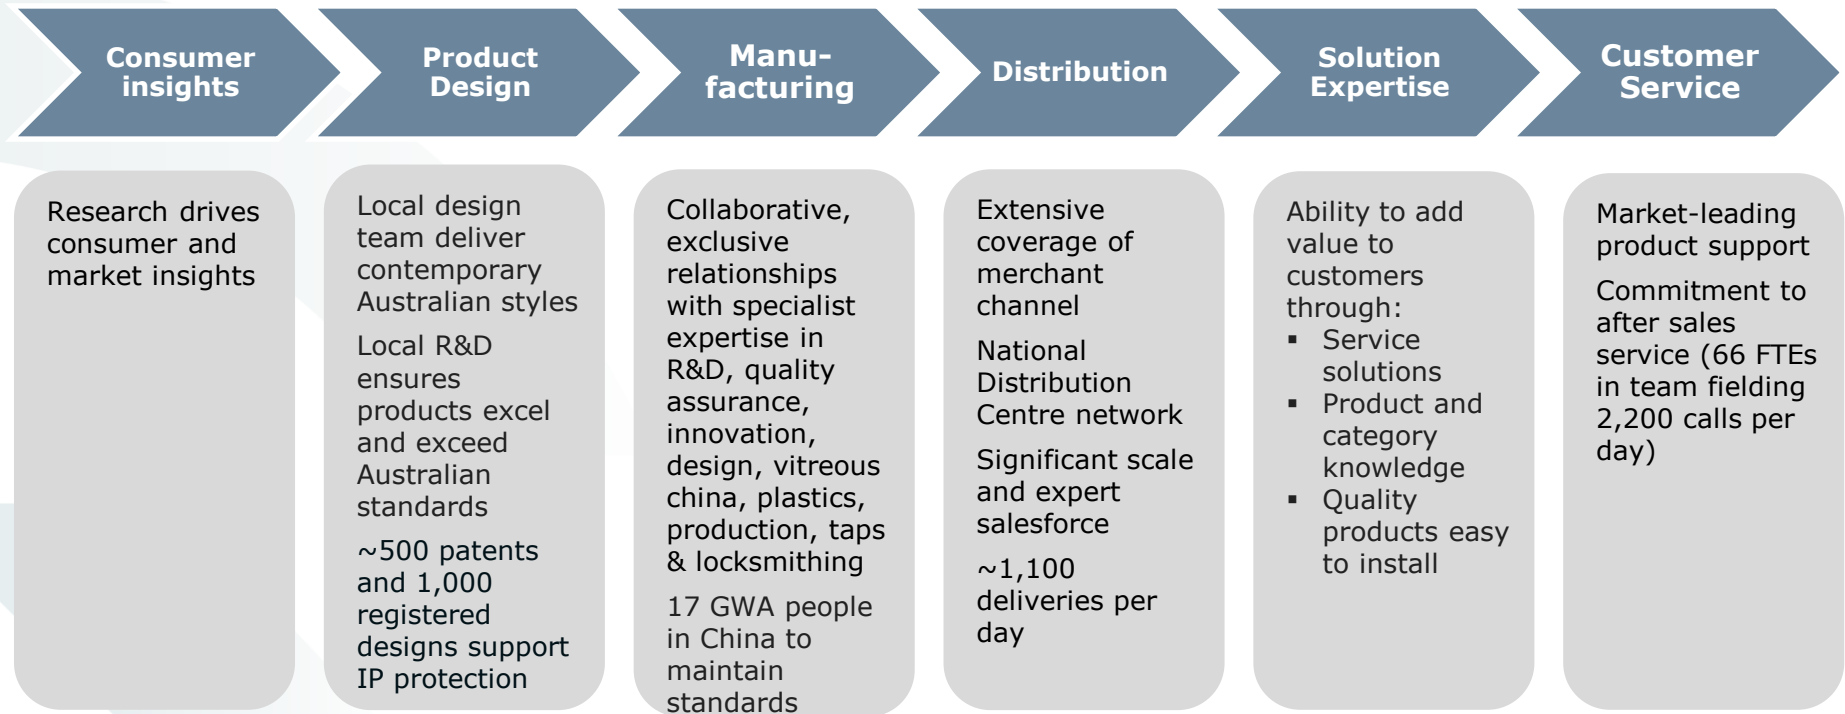 Consumer
insights
Product
Design
Manu-
facturing
Distribution
Solution
Expertise
Customer
Service
Research drives
consumer and
market insights
Local design
team deliver
contemporary
Australian styles
Local R&D
ensures
products excel
and exceed
Australian
standards
~500 patents
and 1,000
registered
designs support
IP protection
Collaborative,
exclusive
relationships
with specialist
expertise in
R&D, quality
assurance,
innovation,
design, vitreous
china, plastics,
production, taps
& locksmithing
17 GWA people
in China to
maintain
standards
Extensive
coverage of
merchant
channel
National
Distribution
Centre network
Significant scale
and expert
salesforce
~1,100
deliveries per
day
Ability to add
value to
customers
through:
▪ Service
solutions
▪ Product and
category
knowledge
▪ Quality
products easy
to install
Market-leading
product support
Commitment to
after sales
service (66 FTEs
in team fielding
2,200 calls per
day)